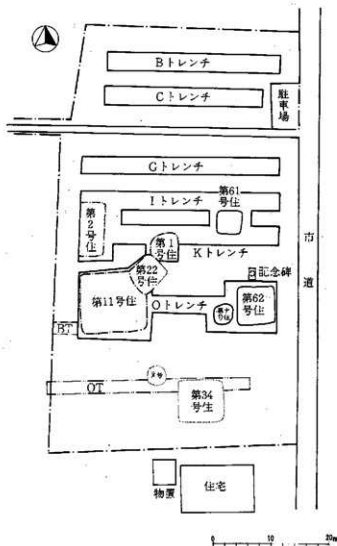 Bトレンチ
Cトレンチ
駐車場
Gトレンチ
Iトレンチ
第61
号住
第2号住
第1
号住
Kトレンチ
市道
第22
号住
記念碑
第11号住
Oトレンチ
第62
号住
BT
OT
第34
号住
物置
住宅
0 10 20m